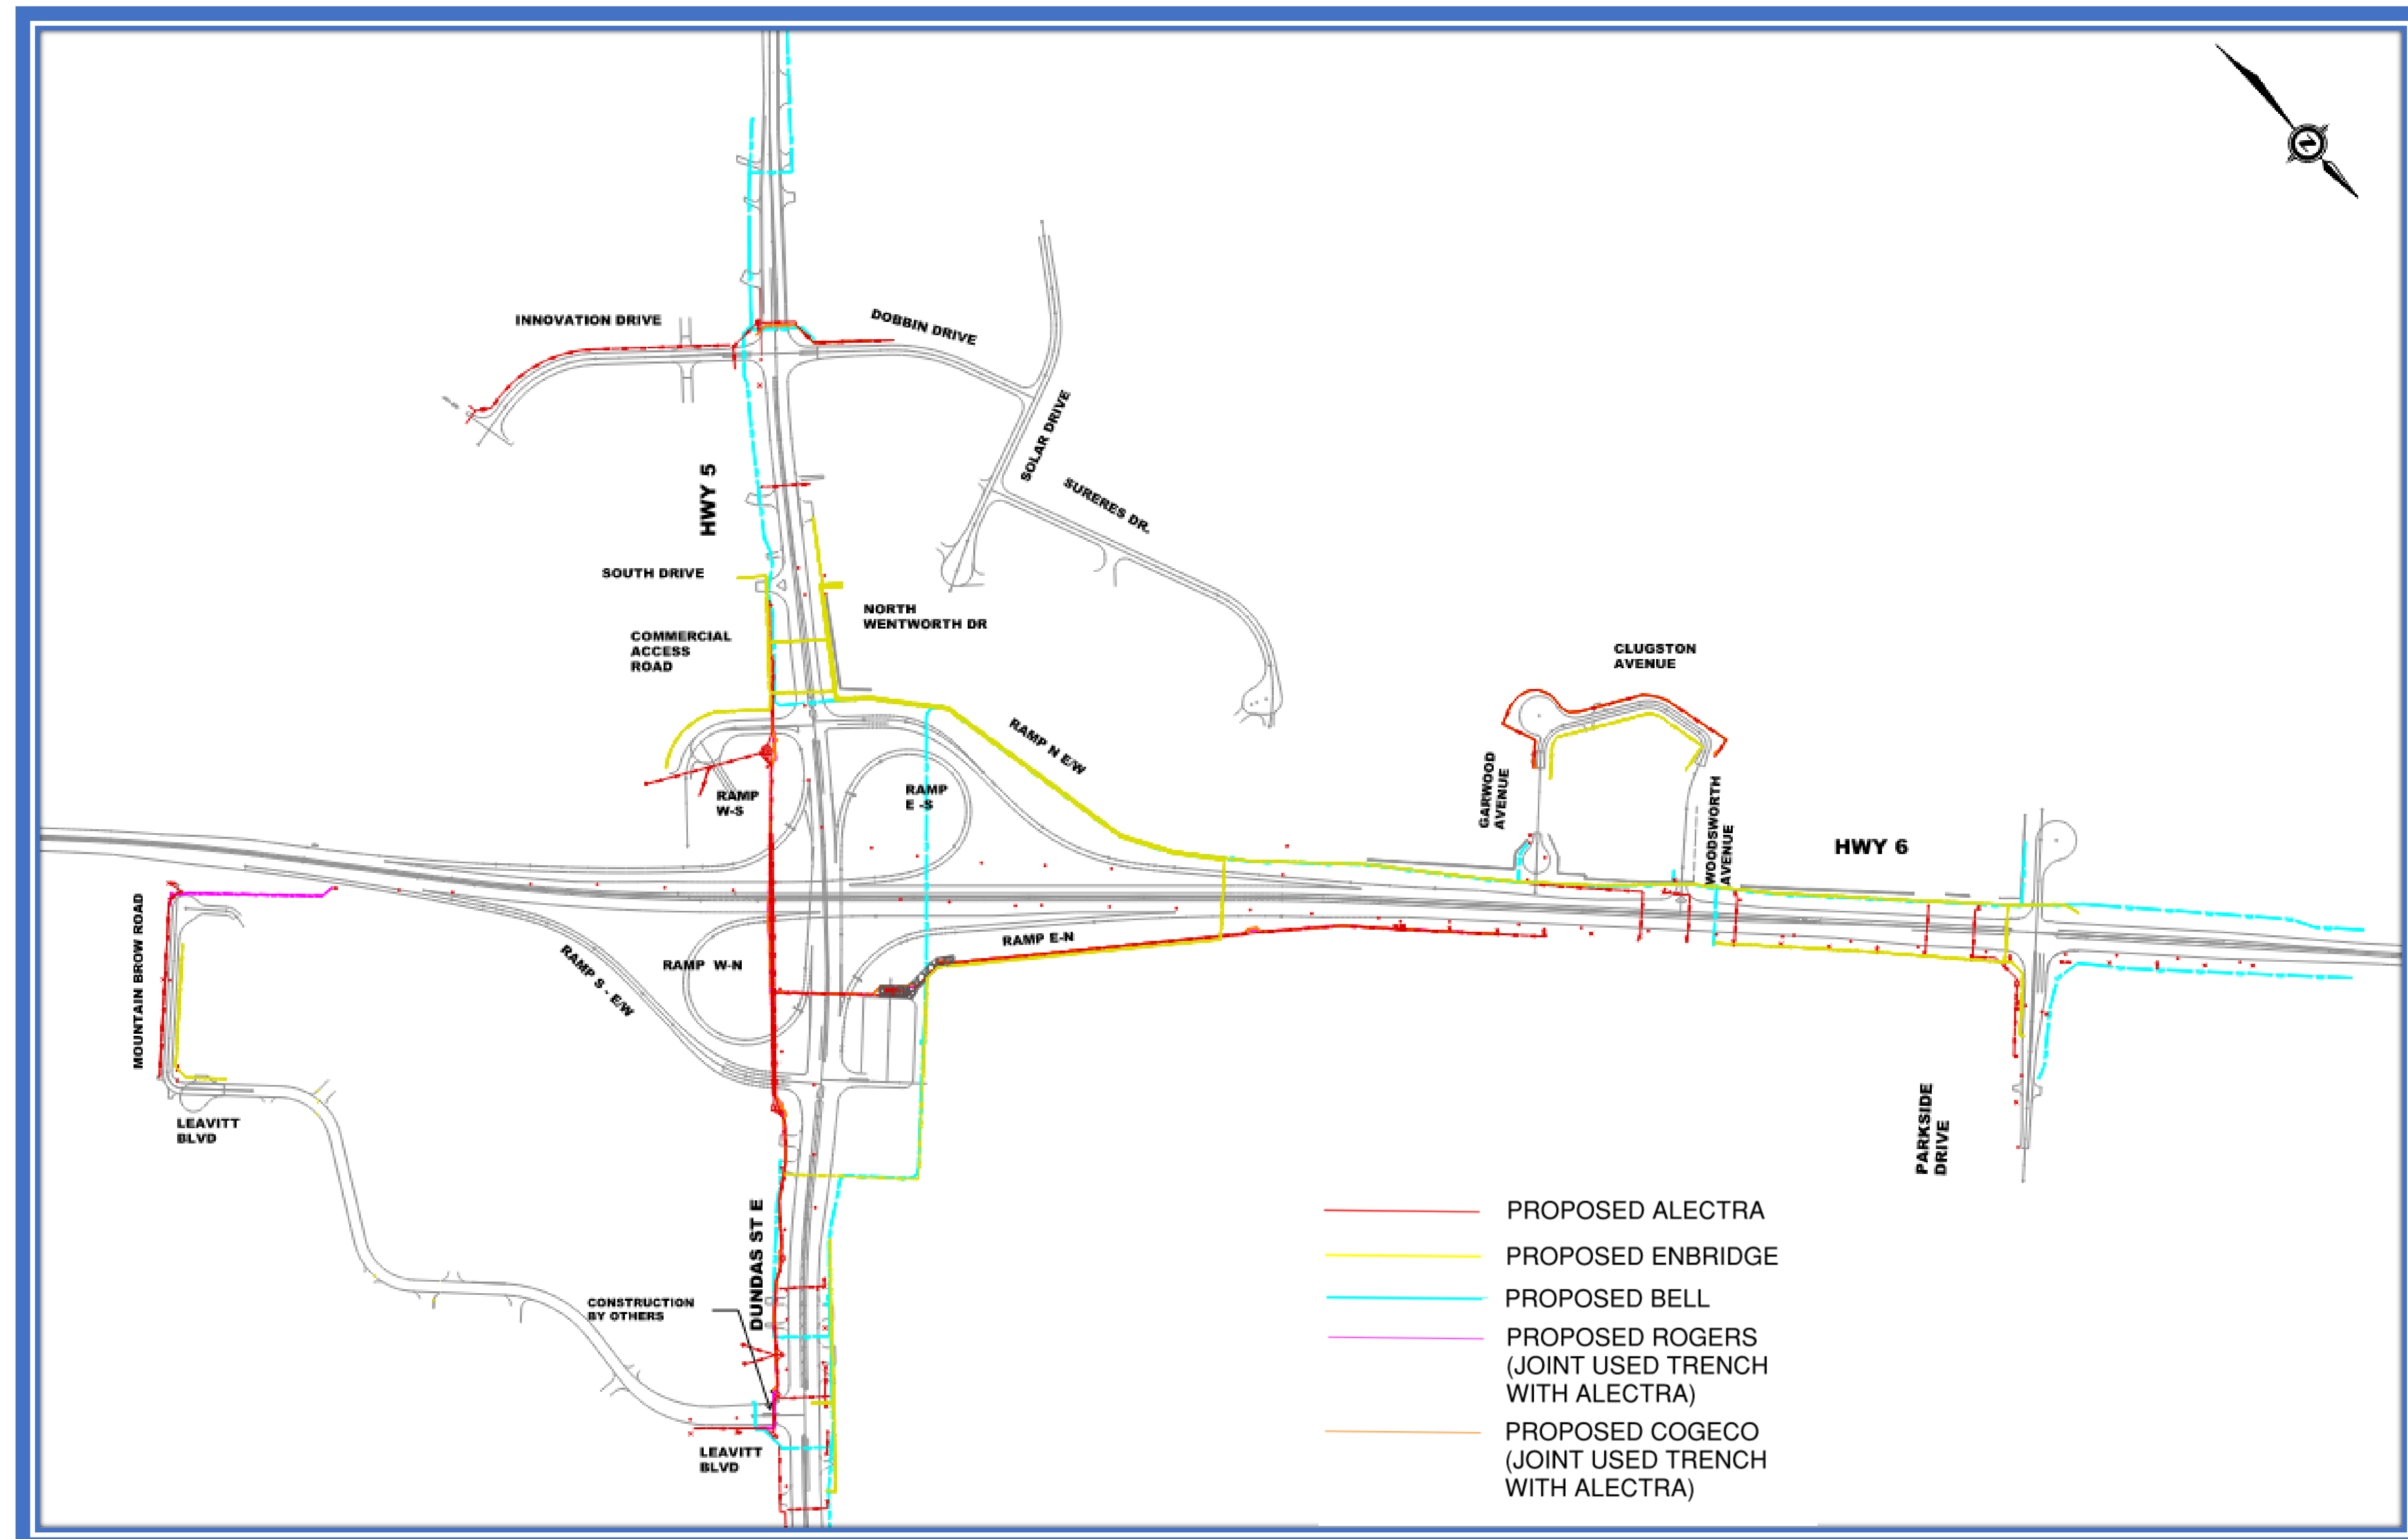 INNOVATION DRIVE
DOBBIN DRIVE
SOLAR DRIVE
HWY 5
SURERES DR.
SOUTH DRIVE
NORTH
WENTWORTH DR
COMMERCIAL
ACCESS
ROAD
CLUGSTON
AVENUE
RAMP N E/W
RAMP
W-S
RAMP
E -S
GARWOOD
AVENUE
WOODSWORTH
AVENUE
HWY 6
MOUNTAIN BROW ROAD
RAMP S - E/W
RAMP W-N
RAMP E-N
LEAVITT
BLVD
PARKSIDE
DRIVE
DUNDAS ST E
CONSTRUCTION
BY OTHERS
LEAVITT
BLVD
PROPOSED ALECTRA
PROPOSED ENBRIDGE
PROPOSED BELL
PROPOSED ROGERS
(JOINT USED TRENCH
WITH ALECTRA)
PROPOSED COGECO
(JOINT USED TRENCH
WITH ALECTRA)
N